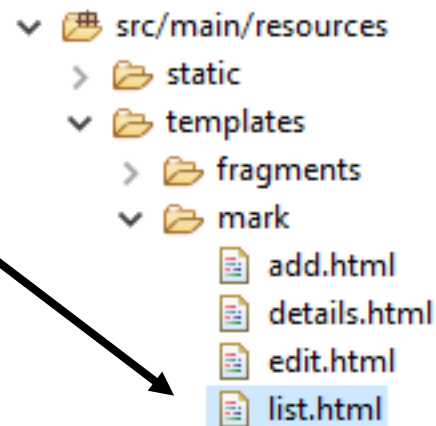 src/main/resources
static
templates
fragments
mark
add.html
details.html
edit.html
list.html